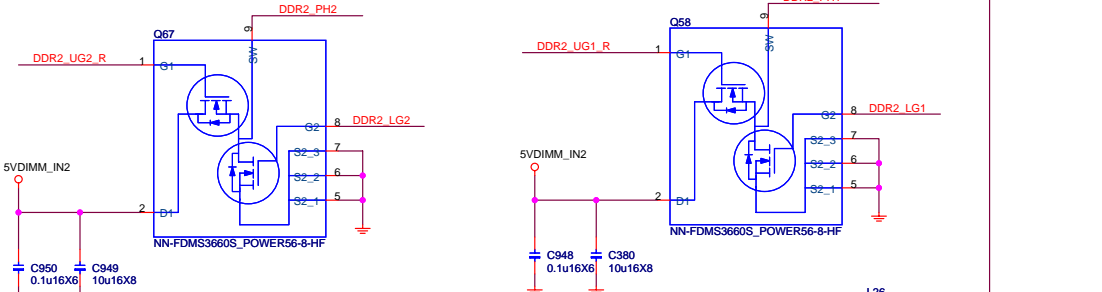 DDR2_PH2
9
Q67
SW
DDR2_UG2_R
1
G1
G2
8
DDR2_LG2
S2_3
7
5VDIMM_IN2
S2_2
6
S2_1
5
2
D1
NN-FDMS3660S_POWER56-8-HF
C950
0.1u16X6
C949
10u16X8
9
Q58
SW
DDR2_UG1_R
1
G1
G2
8
DDR2_LG1
S2_3
7
5VDIMM_IN2
S2_2
6
S2_1
5
2
D1
NN-FDMS3660S_POWER56-8-HF
C948
0.1u16X6
C380
10u16X8